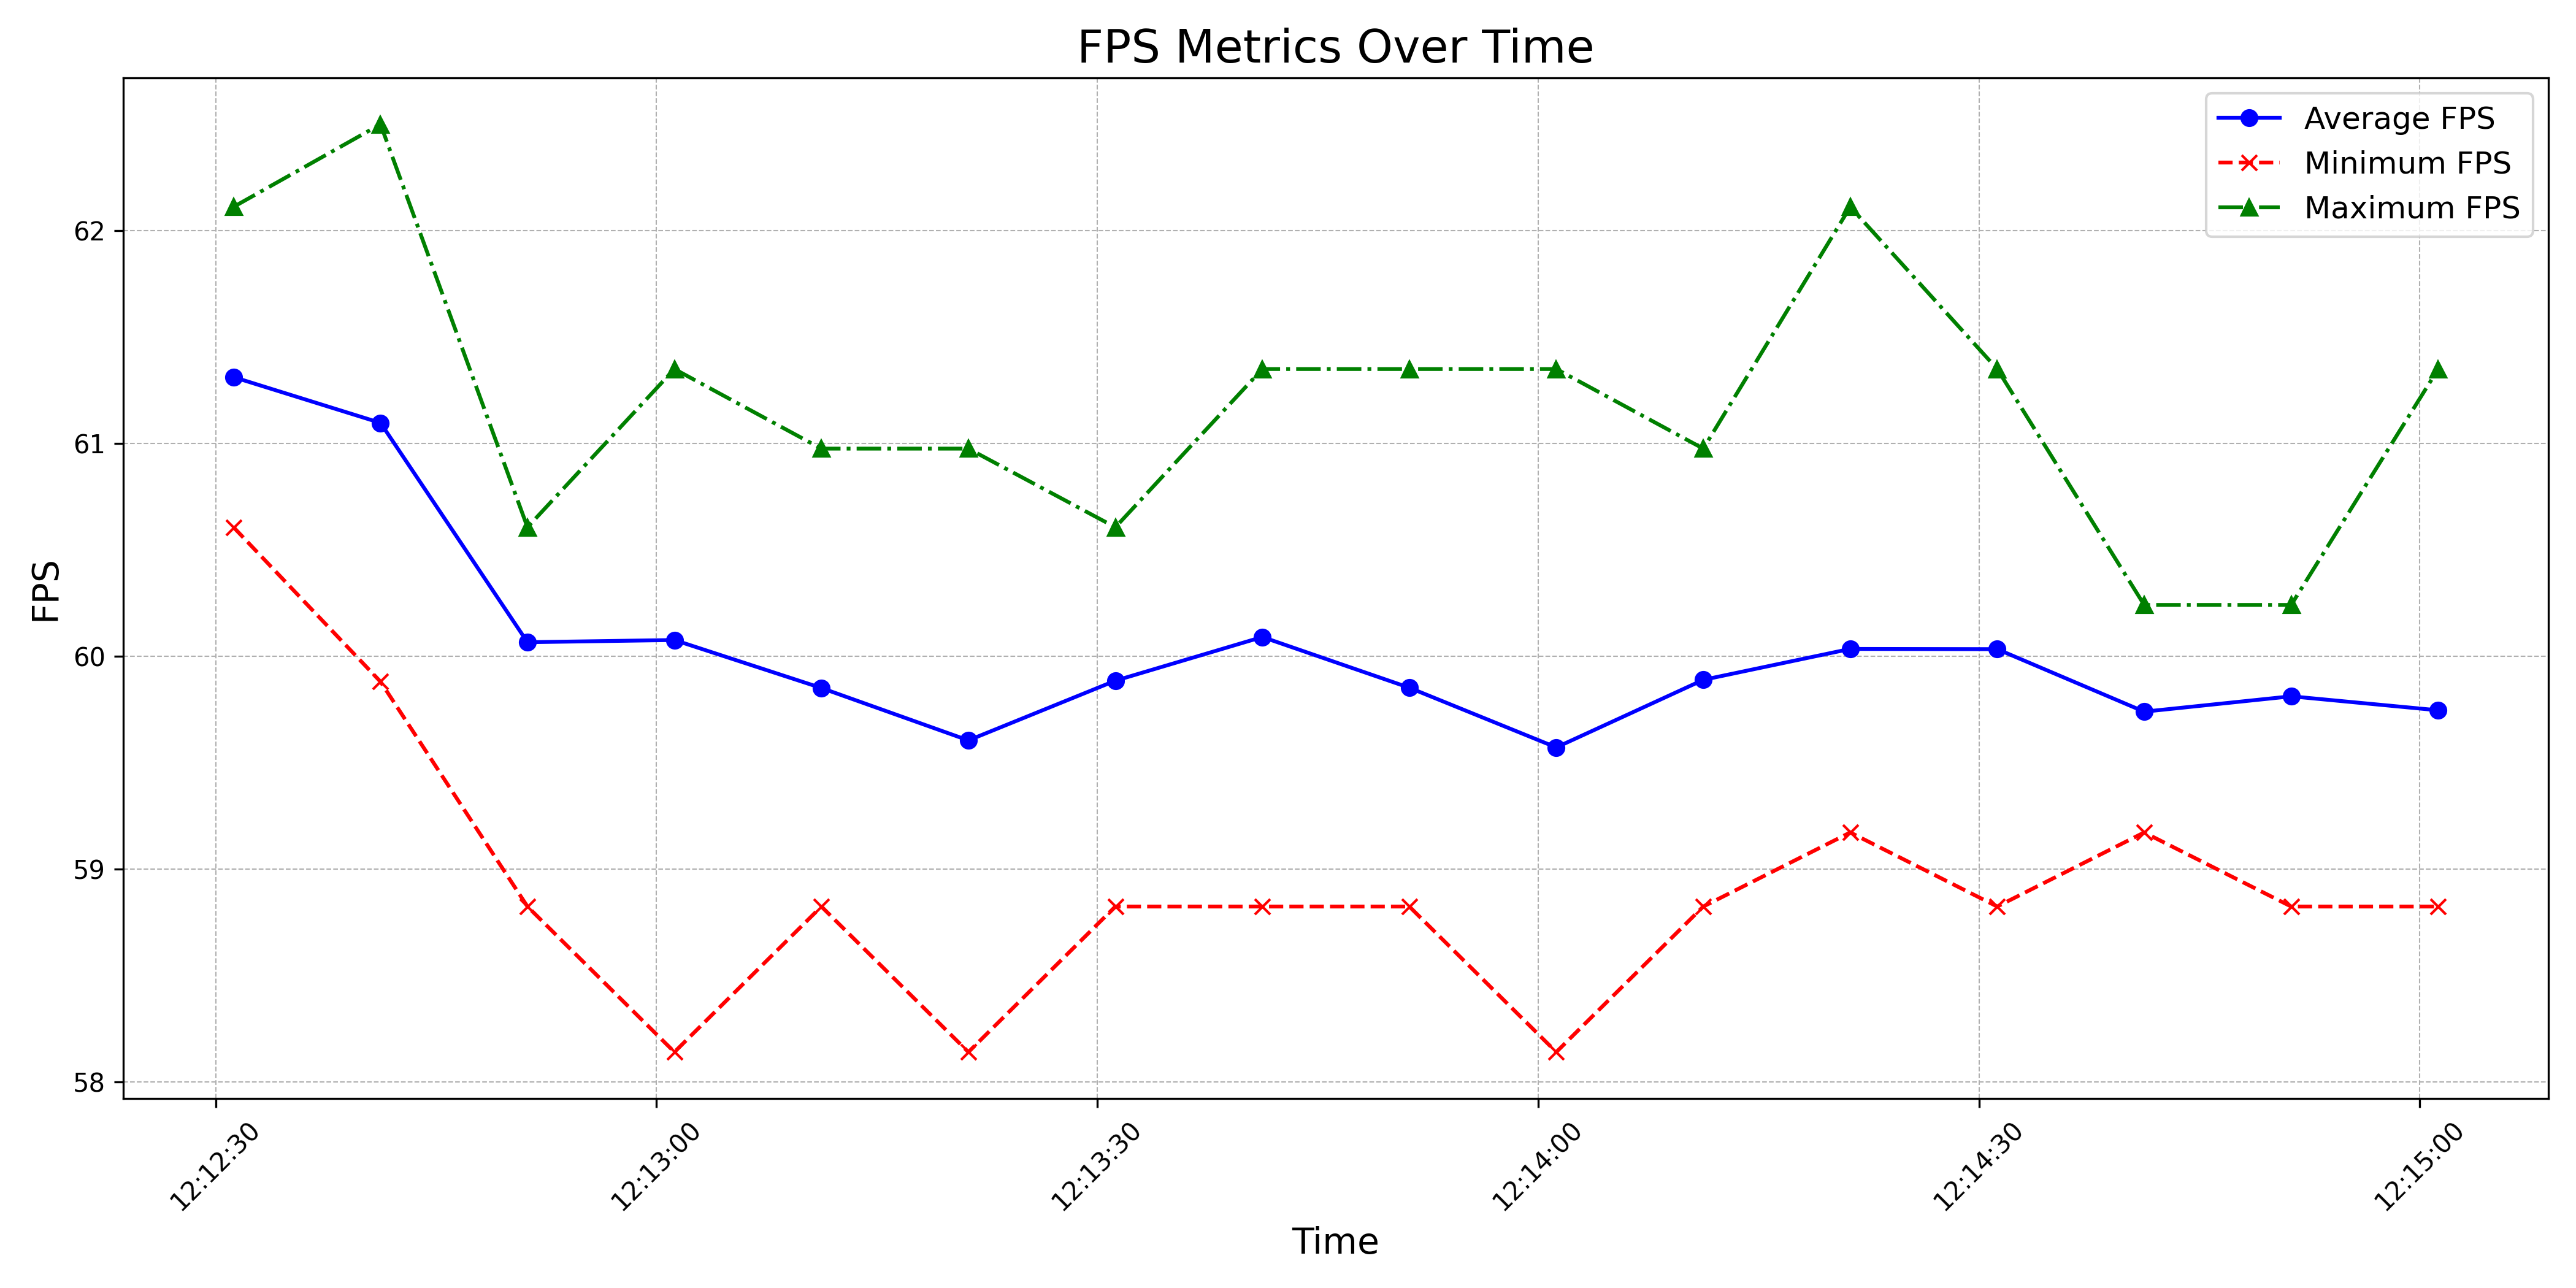 FPS Metrics Over Time
Average FPS
Minimum FPS
Maximum FPS
FPS
62
61
60
59
58
12:12:30
12:13:00
12:13:30
12:14:00
12:14:30
12:15:00
Time